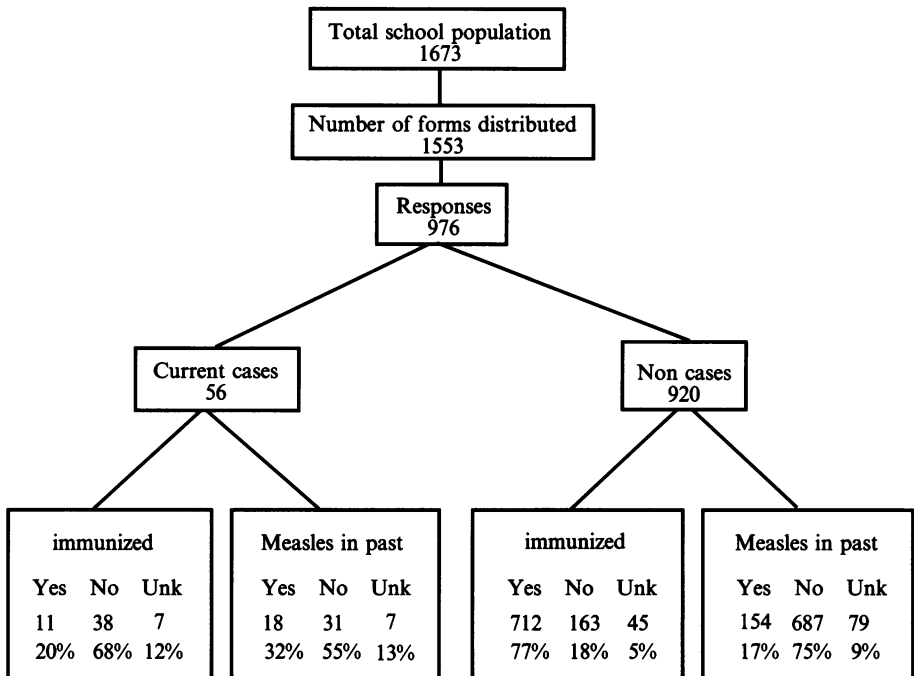 Total school population
1673
Number of forms distributed
1553
Responses
976
Current cases
56
Non cases
920
immunized
Yes No Unk
11 38 7
20% 68% 12%
Measles in past
Yes No Unk
18 31 7
32% 55% 13%
immunized
Yes No Unk
712 163 45
77% 18% 5%
Measles in past
Yes No Unk
154 687 79
17% 75% 9%